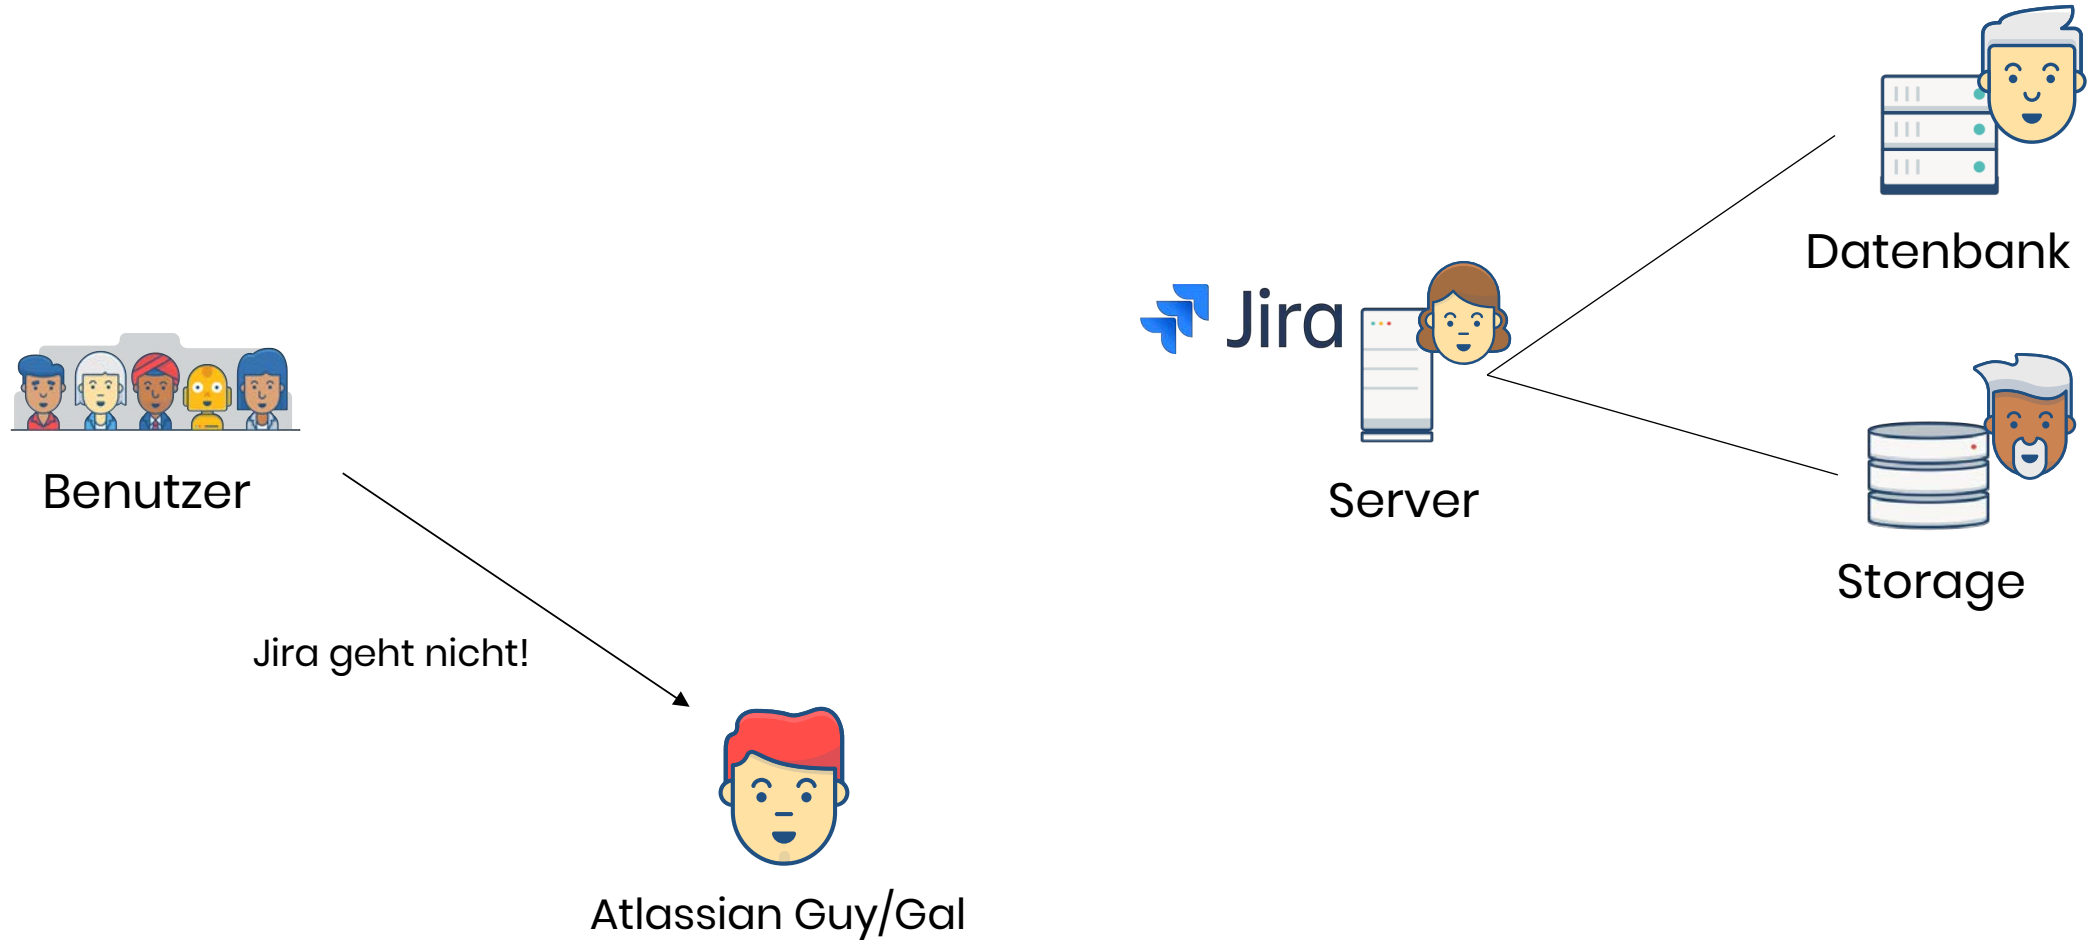 Datenbank
Jira
Benutzer
Server
Storage
Jira geht nicht!
Atlassian Guy/Gal